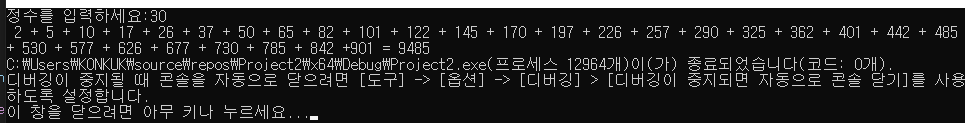 정수를 입력하세요:30
 2 + 5 + 10 + 17 + 26 + 37 + 50 + 65 + 82 + 101 + 122 + 145 + 170 + 197 + 226 + 257 + 290 + 325 + 362 + 401 + 442 + 485
+ 530 + 577 + 626 + 677 + 730 + 785 + 842 +901 = 9485
C:₩Users₩KONKUK₩source₩repos₩Project2₩x64₩Debug₩Project2.exe(프로세스 12964개)이(가) 종료되었습니다(코드: 0개).
디버깅이 중지될 때 콘솔을 자동으로 닫으려면 [도구] -> [옵션] -> [디버깅] > [디버깅이 중지되면 자동으로 콘솔 닫기]를 사용
하도록 설정합니다.
이 창을 닫으려면 아무 키나 누르세요...